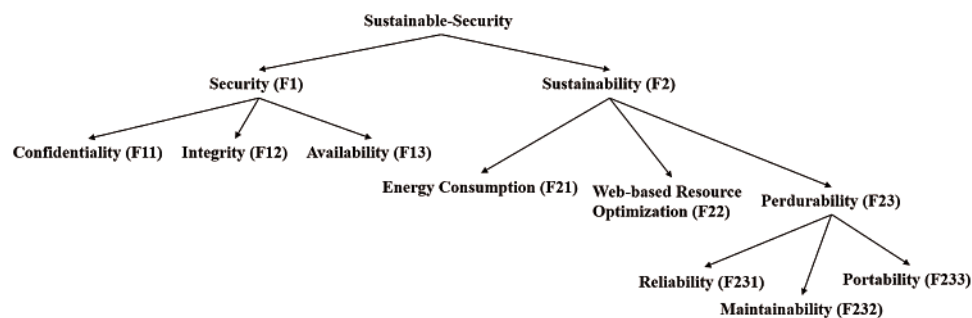 Sustainable-Security
Security (F1)
Sustainability (F2)
Confidentiality (F11)
Integrity (F12)
Availability (F13)
Energy Consumption (F21)
Web-based Resource
Optimization (F22)
Perdurability (F23)
Reliability (F231)
Maintainability (F232)
Portability (F233)